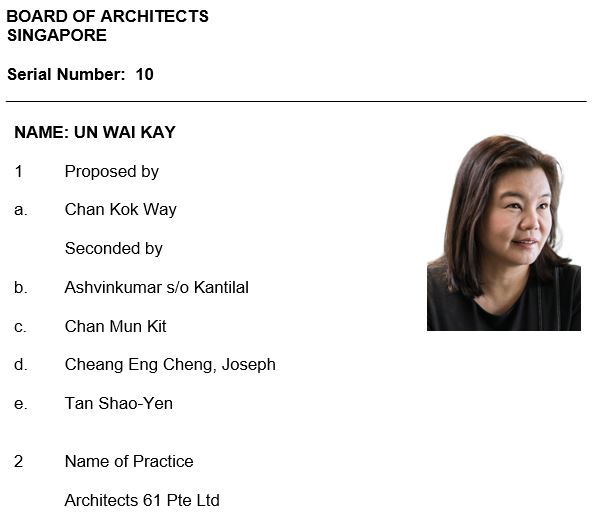 BOARD OF ARCHITECTS
SINGAPORE
Serial Number: 10
NAME: UN WAI KAY
1 Proposed by
a. Chan Kok Way
Seconded by
b. Ashvinkumar s/o Kantilal
c. Chan Mun Kit
d. Cheang Eng Cheng, Joseph
e. Tan Shao-Yen
2 Name of Practice
Architects 61 Pte Ltd